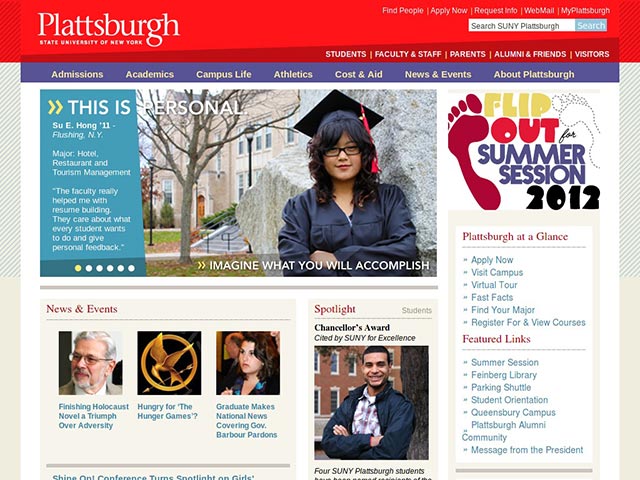 Plattsburgh
STATE UNIVERSITY OF NEW YORK
Find People | Apply Now | Request Info | WebMail | MyPlattsburgh
Search SUNY Plattsburgh Search
STUDENTS | FACULTY & STAFF | PARENTS | ALUMNI & FRIENDS | VISITORS
Admissions Academics Campus Life Athletics Cost & Aid News & Events About Plattsburgh
» THIS IS PERSONAL.
Su E. Hong '11 -
Flushing, N.Y.
Major: Hotel,
Restaurant and
Tourism Management
"The faculty really
helped me with
resume building.
They care about what
every student wants
to do and give
personal feedback."
» IMAGINE WHAT YOU WILL ACCOMPLISH
FLIP
OUT for
SUMMER
SESSION
2012
Plattsburgh at a Glance
» Apply Now
» Visit Campus
» Virtual Tour
» Fast Facts
» Find Your Major
» Register For & View Courses
Featured Links
» Summer Session
» Feinberg Library
» Parking Shuttle
» Student Orientation
» Queensbury Campus
» Plattsburgh Alumni
Community
» Message from the President
News & Events
Finishing Holocaust
Novel a Triumph
Over Adversity
Hungry for 'The
Hunger Games'?
Graduate Makes
National News
Covering Gov.
Barbour Pardons
Shine On! Conference Turns Spotlight on Girls'
Spotlight Students
Chancellor's Award
Cited by SUNY for Excellence
Four SUNY Plattsburgh students
have been named recipients of the